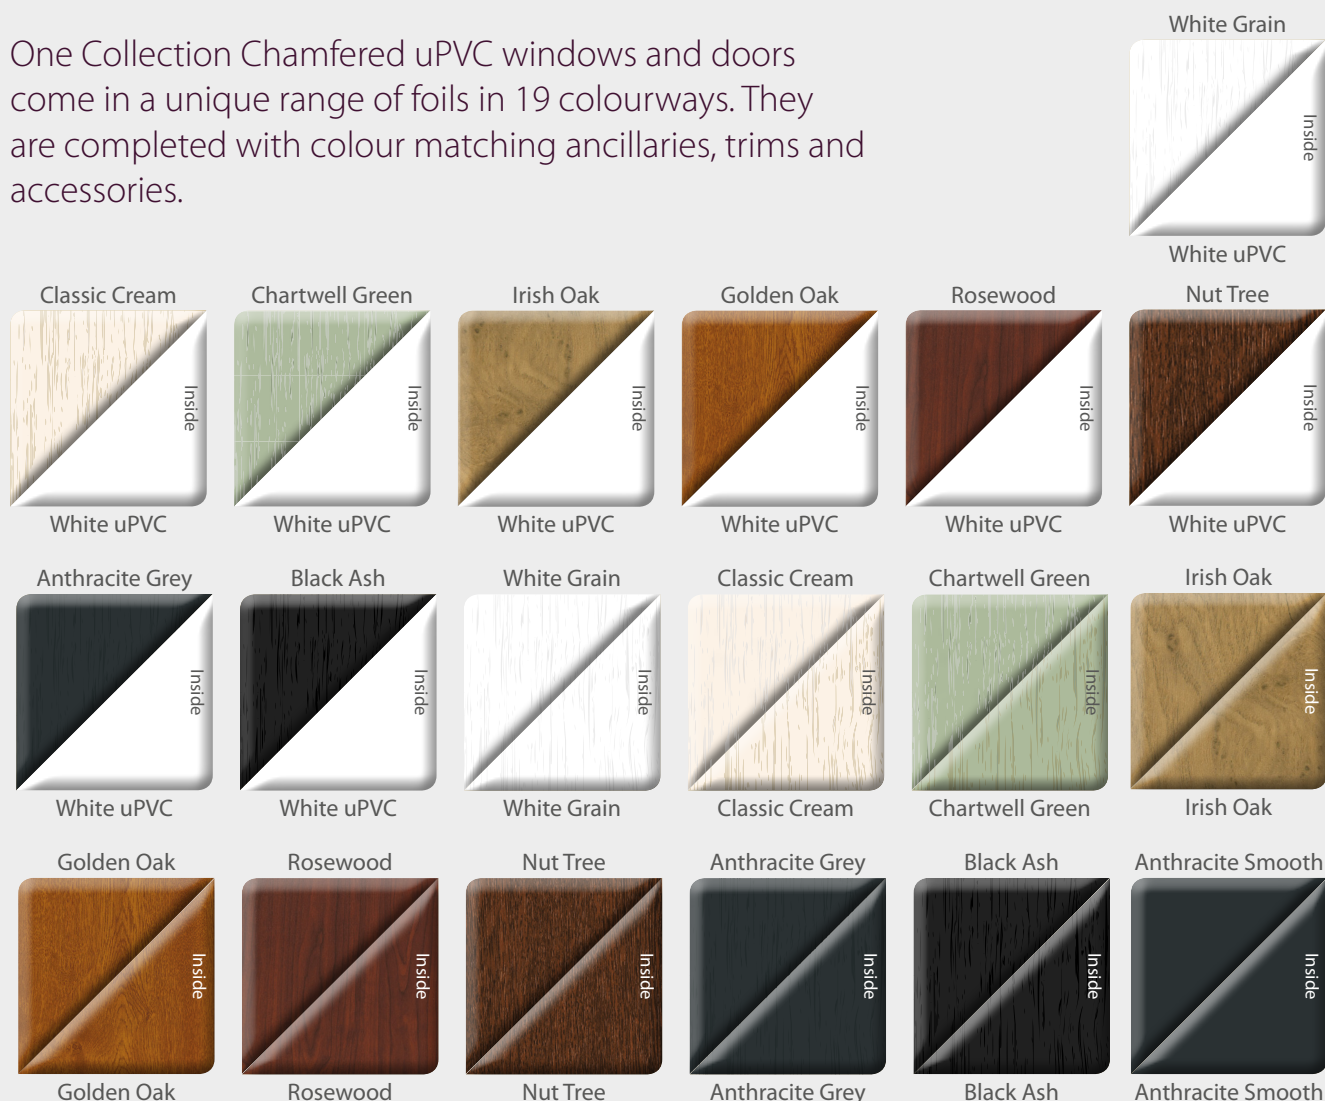 One Collection Chamfered uPVC windows and doors
come in a unique range of foils in 19 colourways. They
are completed with colour matching ancillaries, trims and
accessories.
White Grain
Inside
White uPVC
Classic Cream Chartwell Green Irish Oak Golden Oak Rosewood Nut Tree
Inside Inside Inside Inside Inside Inside
White uPVC White uPVC White uPVC White uPVC White uPVC White uPVC
Anthracite Grey Black Ash White Grain Classic Cream Chartwell Green Irish Oak
Inside Inside Inside Inside Inside Inside
White uPVC White uPVC White Grain Classic Cream Chartwell Green Irish Oak
Golden Oak Rosewood Nut Tree Anthracite Grey Black Ash Anthracite Smooth
Inside Inside Inside Inside Inside Inside
Golden Oak Rosewood Nut Tree Anthracite Grey Black Ash Anthracite Smooth